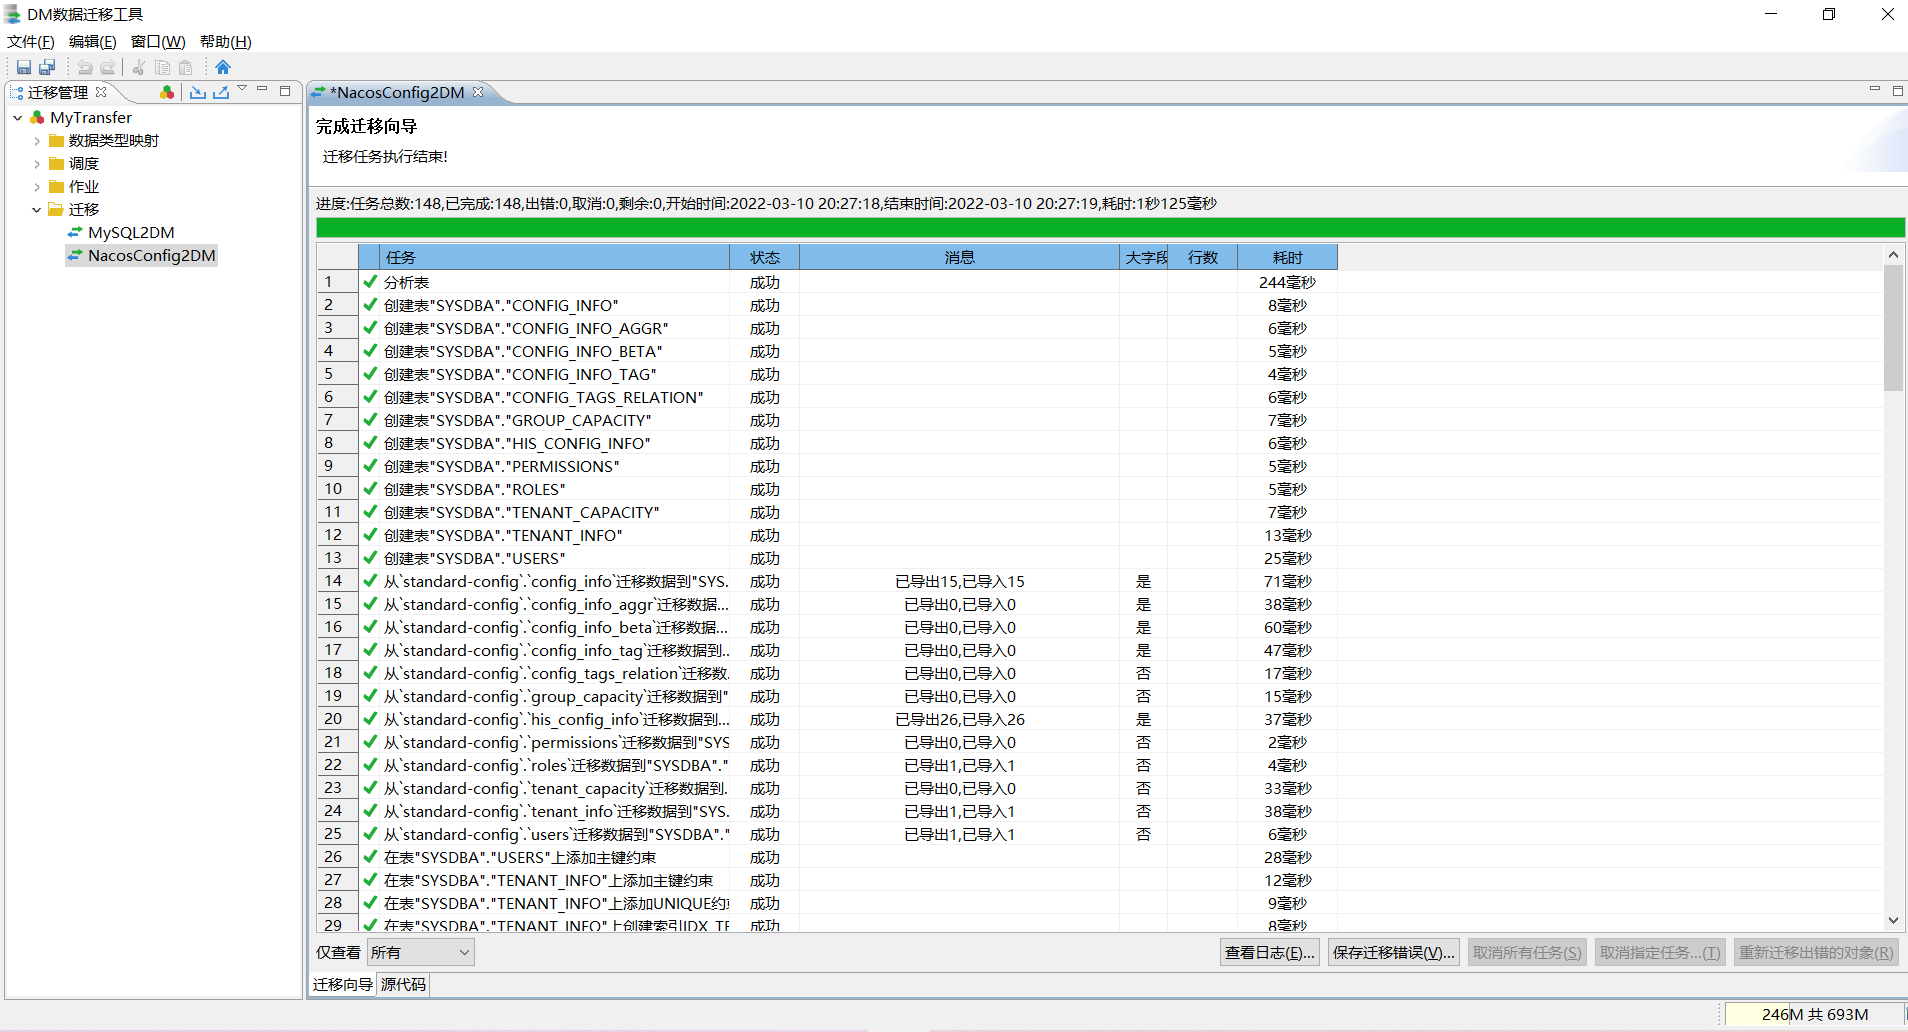 DM数据迁移工具
文件(F) 编辑(E) 窗口(W) 帮助(H)
迁移管理
MyTransfer
数据类型映射
调度
作业
迁移
MySQL2DM
NacosConfig2DM
*NacosConfig2DM
完成迁移向导
迁移任务执行结束!
进度:任务总数:148,已完成:148,出错:0,取消:0,剩余:0,开始时间:2022-03-10 20:27:18,结束时间:2022-03-10 20:27:19,耗时:1秒125毫秒
任务 状态 消息 大字段 行数 耗时
1 分析表 成功 244毫秒
2 创建表"SYSDBA"."CONFIG_INFO" 成功 8毫秒
3 创建表"SYSDBA"."CONFIG_INFO_AGGR" 成功 6毫秒
4 创建表"SYSDBA"."CONFIG_INFO_BETA" 成功 5毫秒
5 创建表"SYSDBA"."CONFIG_INFO_TAG" 成功 4毫秒
6 创建表"SYSDBA"."CONFIG_TAGS_RELATION" 成功 6毫秒
7 创建表"SYSDBA"."GROUP_CAPACITY" 成功 7毫秒
8 创建表"SYSDBA"."HIS_CONFIG_INFO" 成功 6毫秒
9 创建表"SYSDBA"."PERMISSIONS" 成功 5毫秒
10 创建表"SYSDBA"."ROLES" 成功 5毫秒
11 创建表"SYSDBA"."TENANT_CAPACITY" 成功 7毫秒
12 创建表"SYSDBA"."TENANT_INFO" 成功 13毫秒
13 创建表"SYSDBA"."USERS" 成功 25毫秒
14 从`standard-config`.`config_info`迁移数据到"SYS. 成功 已导出15,已导入15 是 71毫秒
15 从`standard-config`.`config_info_aggr`迁移数据... 成功 已导出0,已导入0 是 38毫秒
16 从`standard-config`.`config_info_beta`迁移数据... 成功 已导出0,已导入0 是 60毫秒
17 从`standard-config`.`config_info_tag`迁移数据到.. 成功 已导出0,已导入0 是 47毫秒
18 从`standard-config`.`config_tags_relation`迁移数. 成功 已导出0,已导入0 否 17毫秒
19 从`standard-config`.`group_capacity`迁移数据到" 成功 已导出0,已导入0 否 15毫秒
20 从`standard-config`.`his_config_info`迁移数据到... 成功 已导出26,已导入26 是 37毫秒
21 从`standard-config`.`permissions`迁移数据到"SYS 成功 已导出0,已导入0 否 2毫秒
22 从`standard-config`.`roles`迁移数据到"SYSDBA"." 成功 已导出1,已导入1 否 4毫秒
23 从`standard-config`.`tenant_capacity`迁移数据到. 成功 已导出0,已导入0 否 33毫秒
24 从`standard-config`.`tenant_info`迁移数据到"SYS. 成功 已导出1,已导入1 否 38毫秒
25 从`standard-config`.`users`迁移数据到"SYSDBA"." 成功 已导出1,已导入1 否 6毫秒
26 在表"SYSDBA"."USERS"上添加主键约束 成功 28毫秒
27 在表"SYSDBA"."TENANT_INFO"上添加主键约束 成功 12毫秒
28 在表"SYSDBA"."TENANT_INFO"上添加UNIQUE约束 成功 9毫秒
29 在表"SYSDBA"."TENANT_INFO"上创建索引IDX_TE 成功 8毫秒
仅查看 所有 查看日志(E)... 保存迁移错误(V)... 取消所有任务(S) 取消指定任务...(T) 重新迁移出错的对象(R)
迁移向导 源代码
246M 共 693M